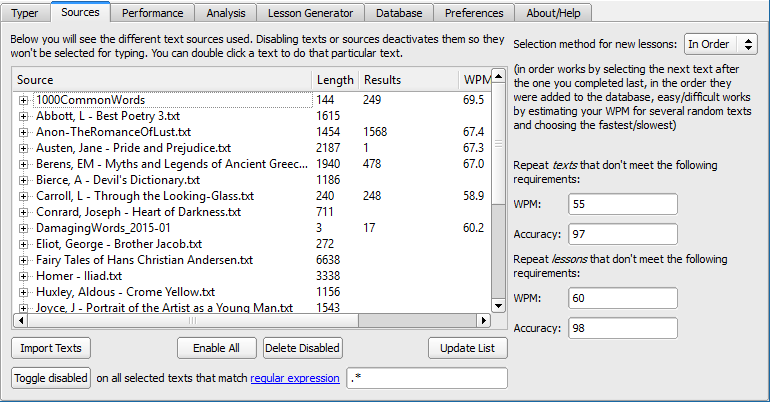 Typer Sources Performance Analysis Lesson Generator Database Preferences About/Help
Below you will see the different text sources used. Disabling texts or sources deactivates them so they
won't be selected for typing. You can double click a text to do that particular text.
Source Length Results WPM
1000CommonWords 144 249 69.5
Abbott, L - Best Poetry 3.txt 1615
Anon-TheRomanceOfLust.txt 1454 1568 67.4
Austen, Jane - Pride and Prejudice.txt 2187 1 67.3
Berens, EM - Myths and Legends of Ancient Greec... 1940 478 67.0
Bierce, A - Devil's Dictionary.txt 1186
Carroll, L - Through the Looking-Glass.txt 240 248 58.9
Conrard, Joseph - Heart of Darkness.txt 711
DamagingWords_2015-01 3 17 60.2
Eliot, George - Brother Jacob.txt 272
Fairy Tales of Hans Christian Andersen.txt 6638
Homer - Iliad.txt 3338
Huxley, Aldous - Crome Yellow.txt 1156
Joyce, J - Portrait of the Artist as a Young Man.txt 1543
Import Texts Enable All Delete Disabled Update List
Toggle disabled on all selected texts that match regular expression .*
Selection method for new lessons: In Order
(in order works by selecting the next text after
the one you completed last, in the order they
were added to the database, easy/difficult works
by estimating your WPM for several random texts
and choosing the fastest/slowest)
Repeat texts that don't meet the following
requirements:
WPM: 55
Accuracy: 97
Repeat lessons that don't meet the following
requirements:
WPM: 60
Accuracy: 98